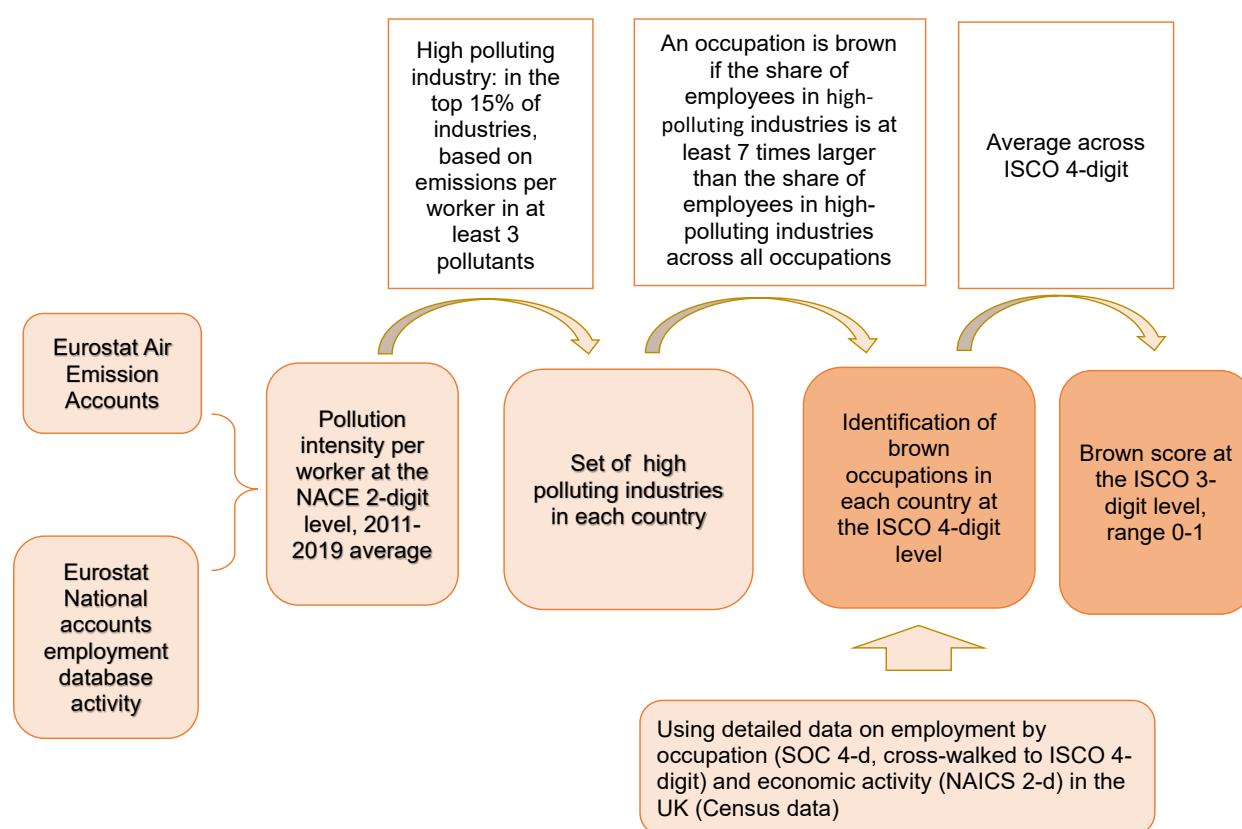 High polluting
industry: in the
top 15% of
industries,
based on
emissions per
worker in at
least 3
pollutants
An occupation is brown
if the share of
employees in high-
polluting industries is at
least 7 times larger
than the share of
employees in high-
polluting industries
across all occupations
Average across
ISCO 4-digit
Eurostat Air
Emission
Accounts
Eurostat
National
accounts
employment
database
activity
Pollution
intensity per
worker at the
NACE 2-digit
level, 2011-
2019 average
Set of high
polluting industries
in each country
Identification of
brown
occupations in
each country at
the ISCO 4-digit
level
Brown score at
the ISCO 3-
digit level,
range 0-1
Using detailed data on employment by
occupation (SOC 4-d, cross-walked to ISCO 4-
digit) and economic activity (NAICS 2-d) in the
UK (Census data)